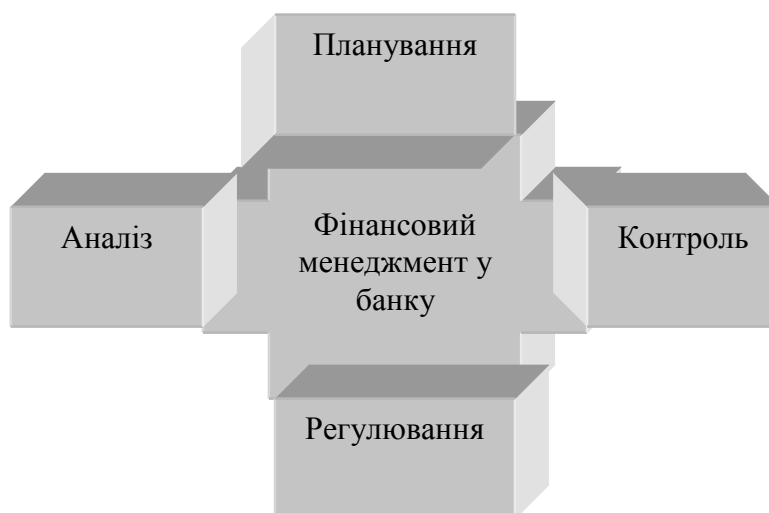 Планування
Аналіз
Фінансовий
менеджмент у
банку
Контроль
Регулювання